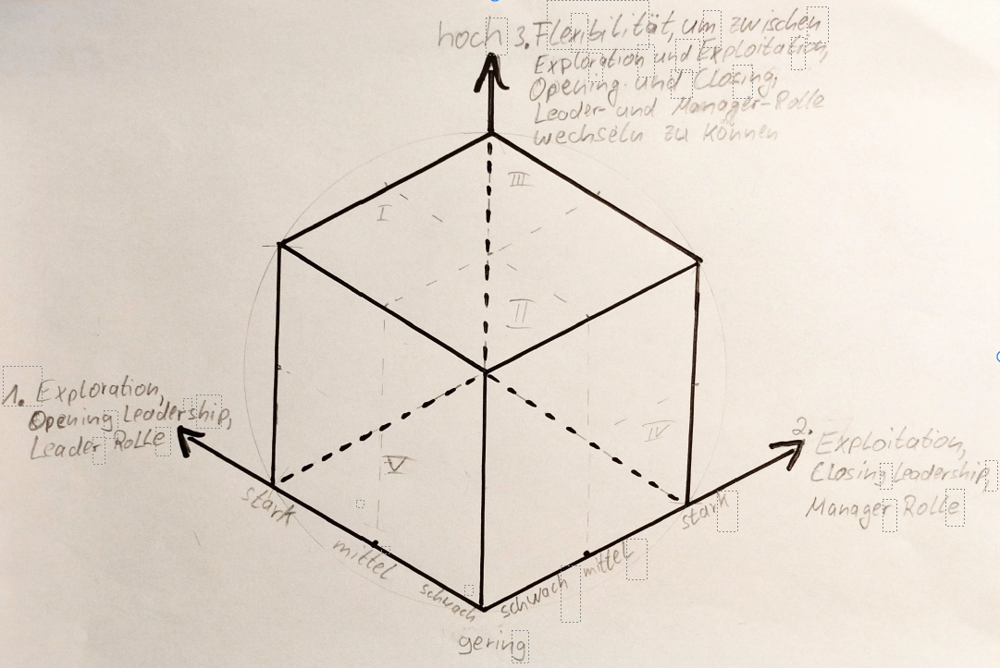 hoch
3. Flexibilität, um zwischen
Exploration und Exploitation,
Opening und Closing,
Leader- und Manager-Rolle
wechseln zu können
III
I
II
1. Exploration,
Opening Leadership,
Leader Rolle
IV
2. Exploitation,
Closing Leadership,
Manager Rolle
V
stark
mittel
schwach
gering
schwach
mittel
stark